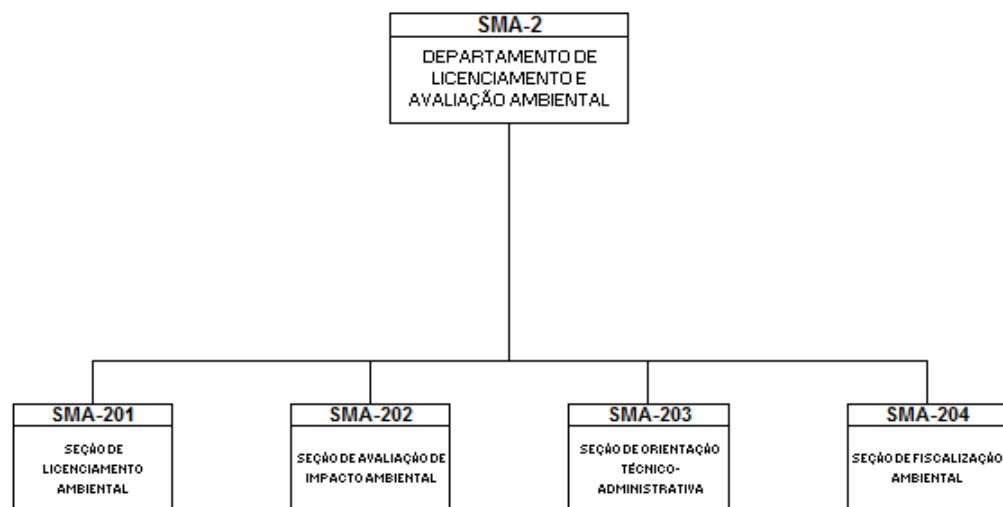 SMA-2
DEPARTAMENTO DE
LICENCIAMENTO E
AVALIAÇÃO AMBIENTAL
SMA-201
SEÇÃO DE
LICENCIAMENTO
AMBIENTAL
SMA-202
SEÇÃO DE AVALIAÇÃO DE
IMPACTO AMBIENTAL
SMA-203
SEÇÃO DE ORIENTAÇÃO
TÉCNICO-
ADMINISTRATIVA
SMA-204
SEÇÃO DE FISCALIZAÇÃO
AMBIENTAL